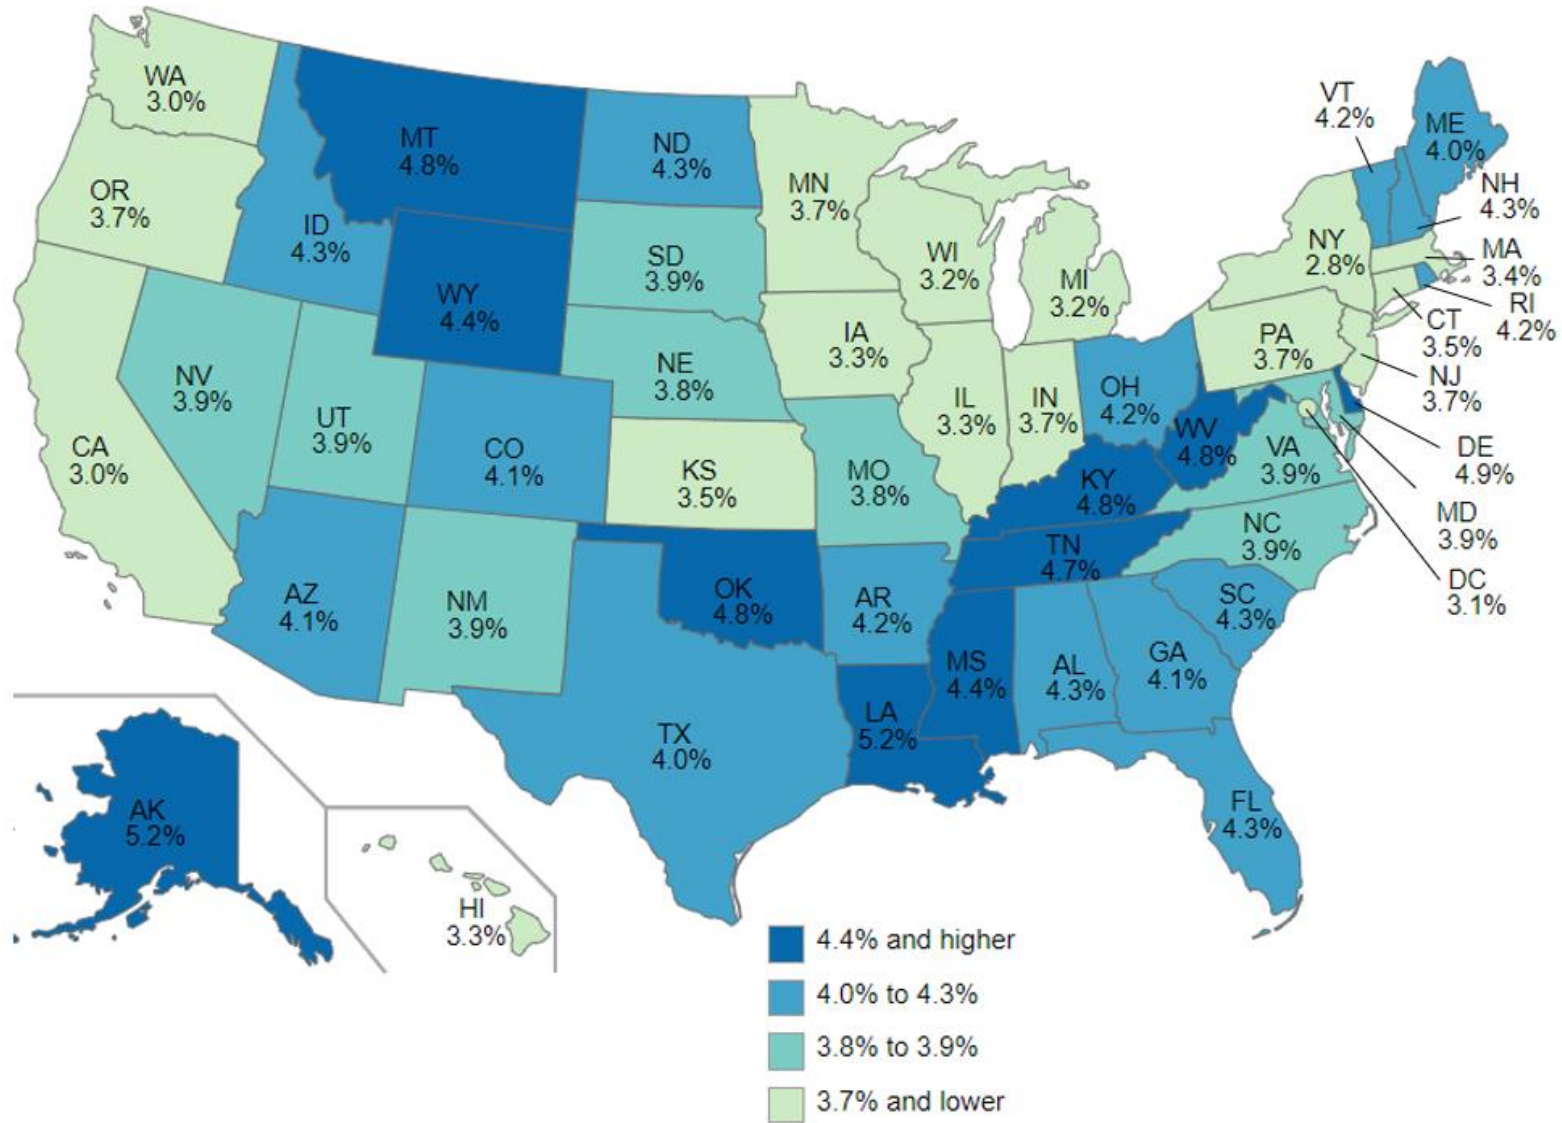 WA
3.0%
MT
4.8%
ND
4.3%
MN
3.7%
VT
4.2%
ME
4.0%
OR
3.7%
ID
4.3%
WY
4.4%
SD
3.9%
WI
3.2%
MI
3.2%
NY
2.8%
NH
4.3%
MA
3.4%
RI
4.2%
CT
3.5%
NJ
3.7%
PA
3.7%
IA
3.3%
NE
3.8%
NV
3.9%
UT
3.9%
CO
4.1%
CA
3.0%
KS
3.5%
MO
3.8%
IL
3.3%
IN
3.7%
OH
4.2%
WV
4.8%
VA
3.9%
DE
4.9%
MD
3.9%
DC
3.1%
KY
4.8%
NC
3.9%
TN
4.7%
AZ
4.1%
NM
3.9%
OK
4.8%
AR
4.2%
SC
4.3%
MS
4.4%
AL
4.3%
GA
4.1%
LA
5.2%
TX
4.0%
FL
4.3%
AK
5.2%
HI
3.3%
4.4% and higher
4.0% to 4.3%
3.8% to 3.9%
3.7% and lower